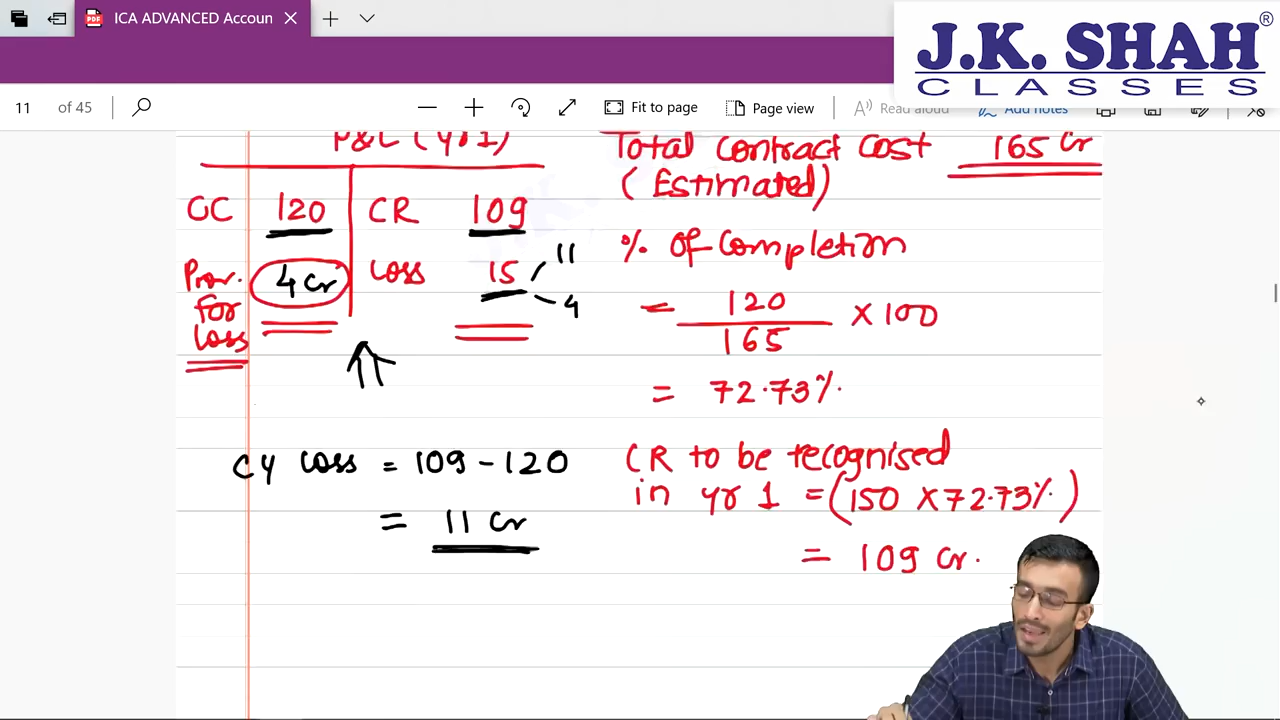 ICA ADVANCED Accoun
J.K. SHAH®
CLASSES
11 of 45
Fit to page
Page view
Read aloud
Add notes
P&L (Yr 1)
CC 120 CR 109
Prov. for loss 4 Cr
Loss 15
11
4
CY Loss = 109 - 120
= 11 Cr
Total Contract Cost 165 Cr
(Estimated)
% of Completion
= 120
165
× 100
= 72.73%
CR to be recognised
in yr 1 = (150 × 72.73%)
= 109 Cr.